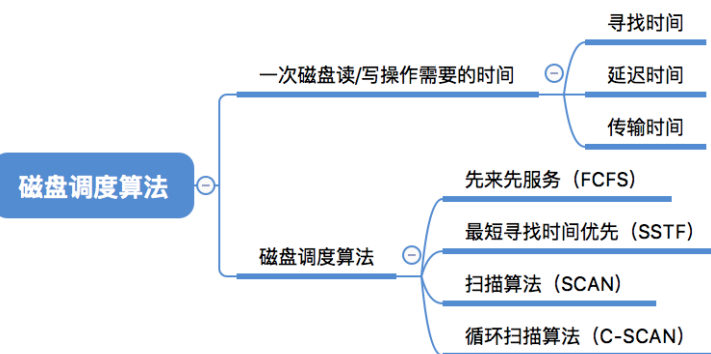 磁盘调度算法
一次磁盘读/写操作需要的时间
寻找时间
延迟时间
传输时间
磁盘调度算法
先来先服务（FCFS）
最短寻找时间优先（SSTF）
扫描算法（SCAN）
循环扫描算法（C-SCAN）